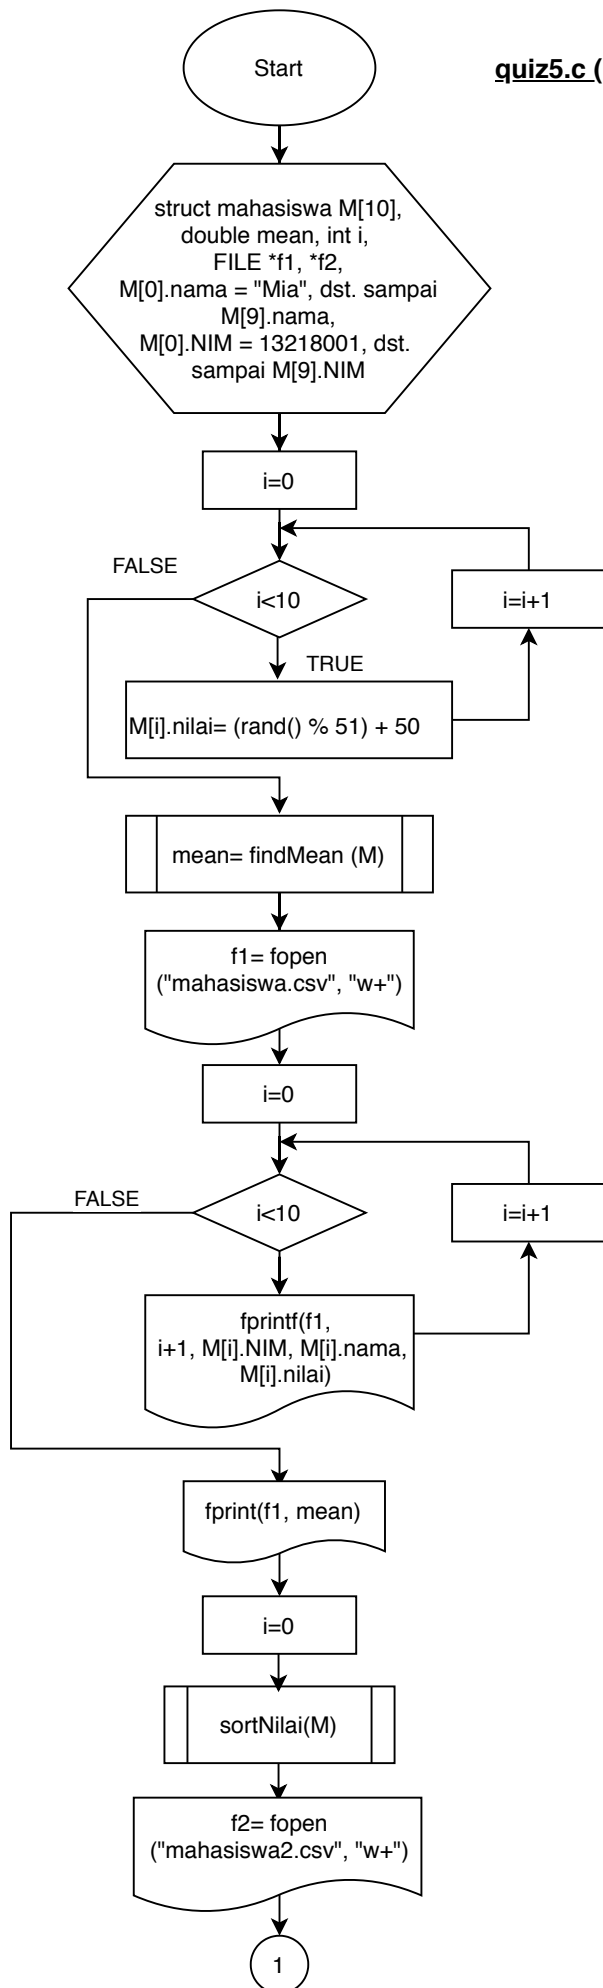 Start
quiz5.c (
struct mahasiswa M[10],
double mean, int i,
FILE *f1, *f2,
M[0].nama = "Mia", dst. sampai
M[9].nama,
M[0].NIM = 13218001, dst.
sampai M[9].NIM
i=0
FALSE
i<10
i=i+1
TRUE
M[i].nilai= (rand() % 51) + 50
mean= findMean (M)
f1= fopen
("mahasiswa.csv", "w+")
i=0
FALSE
i<10
i=i+1
fprintf(f1,
i+1, M[i].NIM, M[i].nama,
M[i].nilai)
fprint(f1, mean)
i=0
sortNilai(M)
f2= fopen
("mahasiswa2.csv", "w+")
1